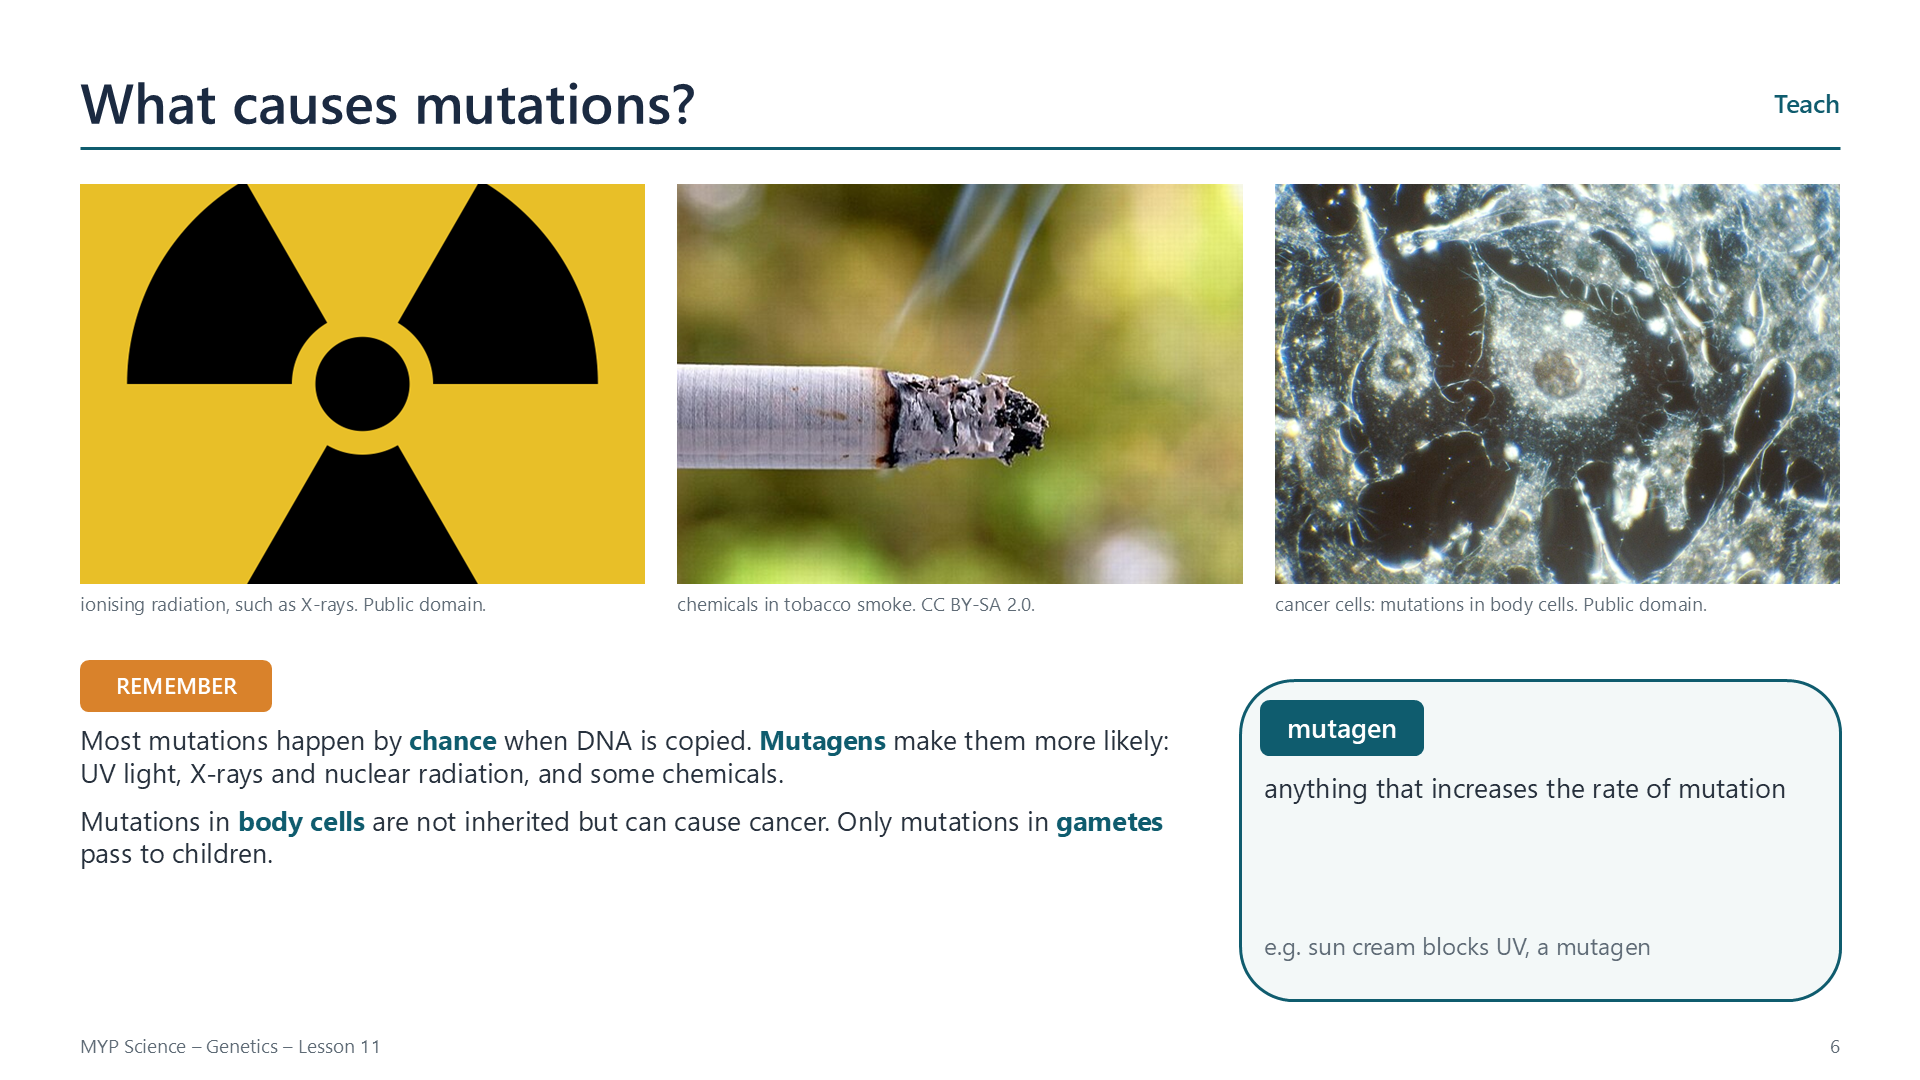 What causes mutations?
Teach
ionising radiation, such as X-rays. Public domain.
chemicals in tobacco smoke. CC BY-SA 2.0.
cancer cells: mutations in body cells. Public domain.
REMEMBER
Most mutations happen by chance when DNA is copied. Mutagens make them more likely:
UV light, X-rays and nuclear radiation, and some chemicals.
Mutations in body cells are not inherited but can cause cancer. Only mutations in gametes
pass to children.
mutagen
anything that increases the rate of mutation
e.g. sun cream blocks UV, a mutagen
MYP Science – Genetics – Lesson 11
6